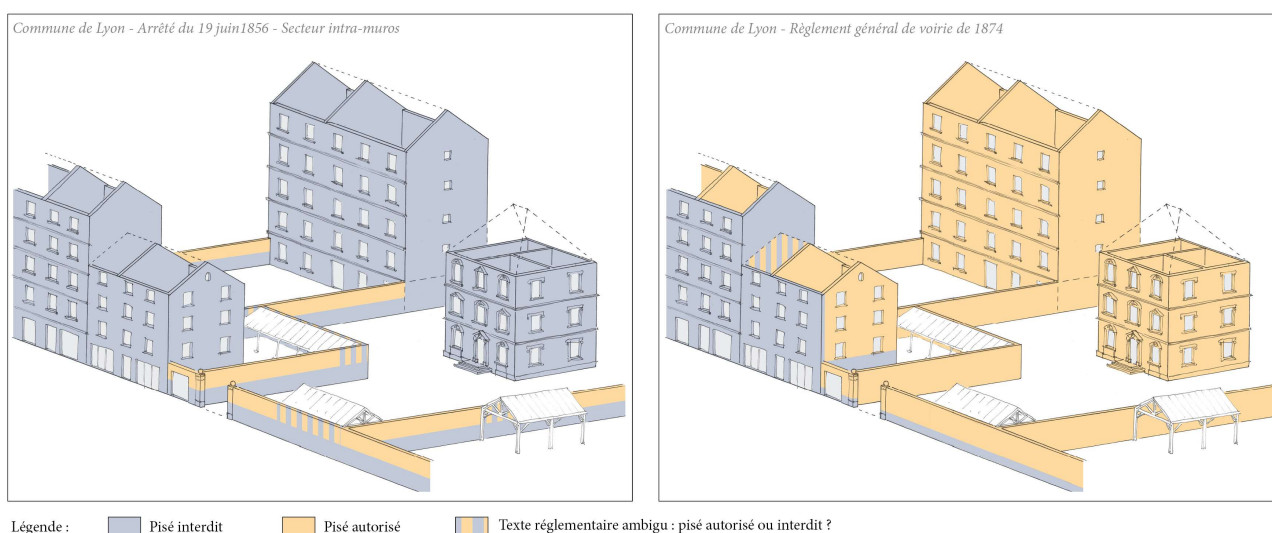 Commune de Lyon - Arrêté du 19 juin1856 - Secteur intra-muros
Commune de Lyon - Règlement général de voirie de 1874
Légende : Pisé interdit Pisé autorisé Texte réglementaire ambigu : pisé autorisé ou interdit ?